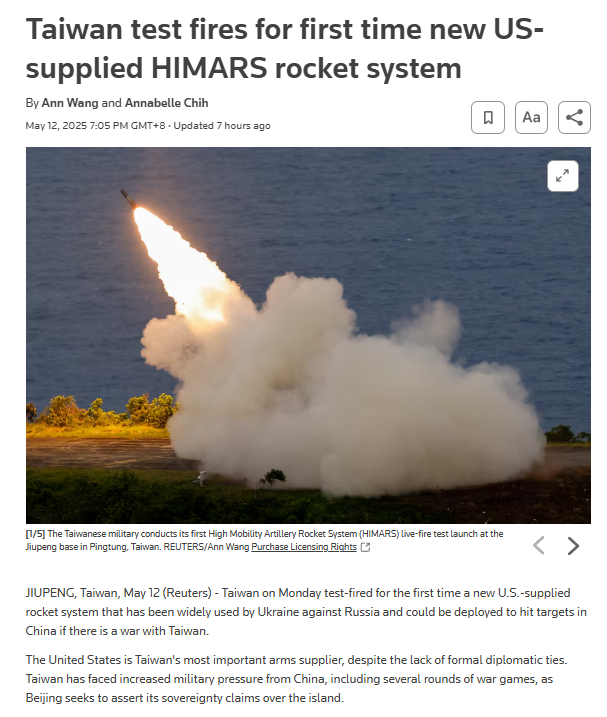 Taiwan test fires for first time new US-
supplied HIMARS rocket system
By Ann Wang and Annabelle Chih
May 12, 2025 7:05 PM GMT+8 · Updated 7 hours ago
Aa
[1/5] The Taiwanese military conducts its first High Mobility Artillery Rocket System (HIMARS) live-fire test launch at the
Jiupeng base in Pingtung, Taiwan. REUTERS/Ann Wang Purchase Licensing Rights
JIUPENG, Taiwan, May 12 (Reuters) - Taiwan on Monday test-fired for the first time a new U.S.-supplied
rocket system that has been widely used by Ukraine against Russia and could be deployed to hit targets in
China if there is a war with Taiwan.
The United States is Taiwan's most important arms supplier, despite the lack of formal diplomatic ties.
Taiwan has faced increased military pressure from China, including several rounds of war games, as
Beijing seeks to assert its sovereignty claims over the island.